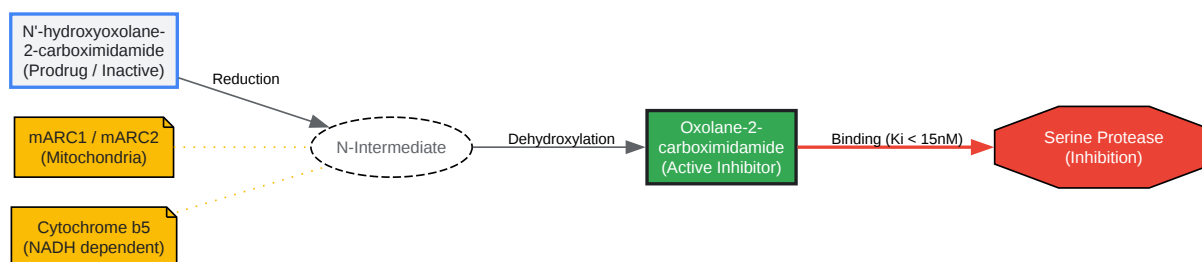 N'-hydroxyoxolane-
2-carboximidamide
(Prodrug / Inactive)
Reduction
mARC1 / mARC2
(Mitochondria)
Cytochrome b5
(NADH dependent)
N-Intermediate
Dehydroxylation
Oxolane-2-
carboximidamide
(Active Inhibitor)
Binding (Ki < 15nM)
Serine Protease
(Inhibition)